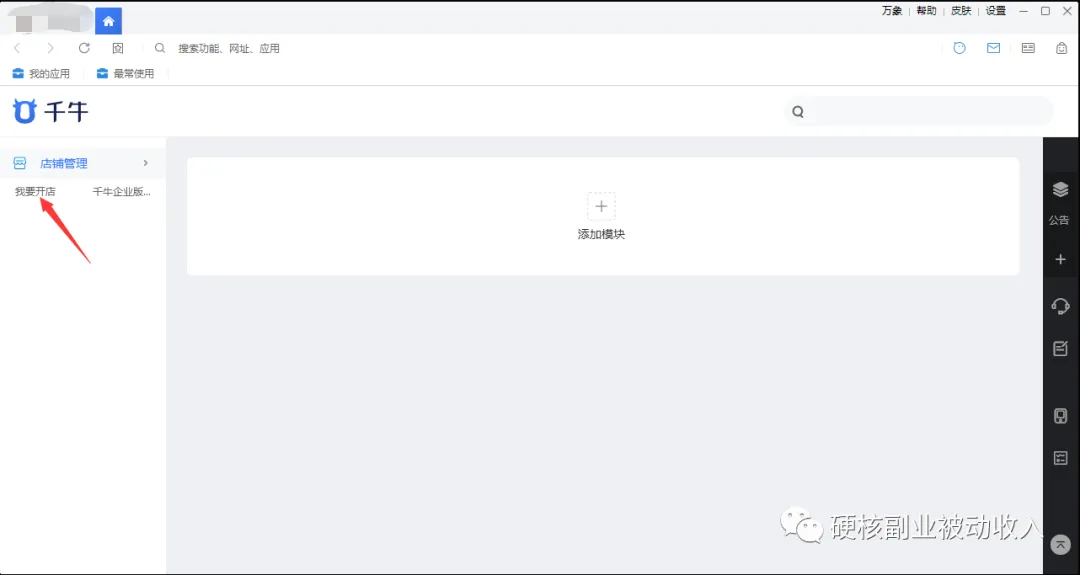 万象 帮助 皮肤 设置
搜索功能、网址、应用
我的应用 最常使用
千牛
店铺管理
我要开店 千牛企业版...
添加模块
公告
硬核副业被动收入